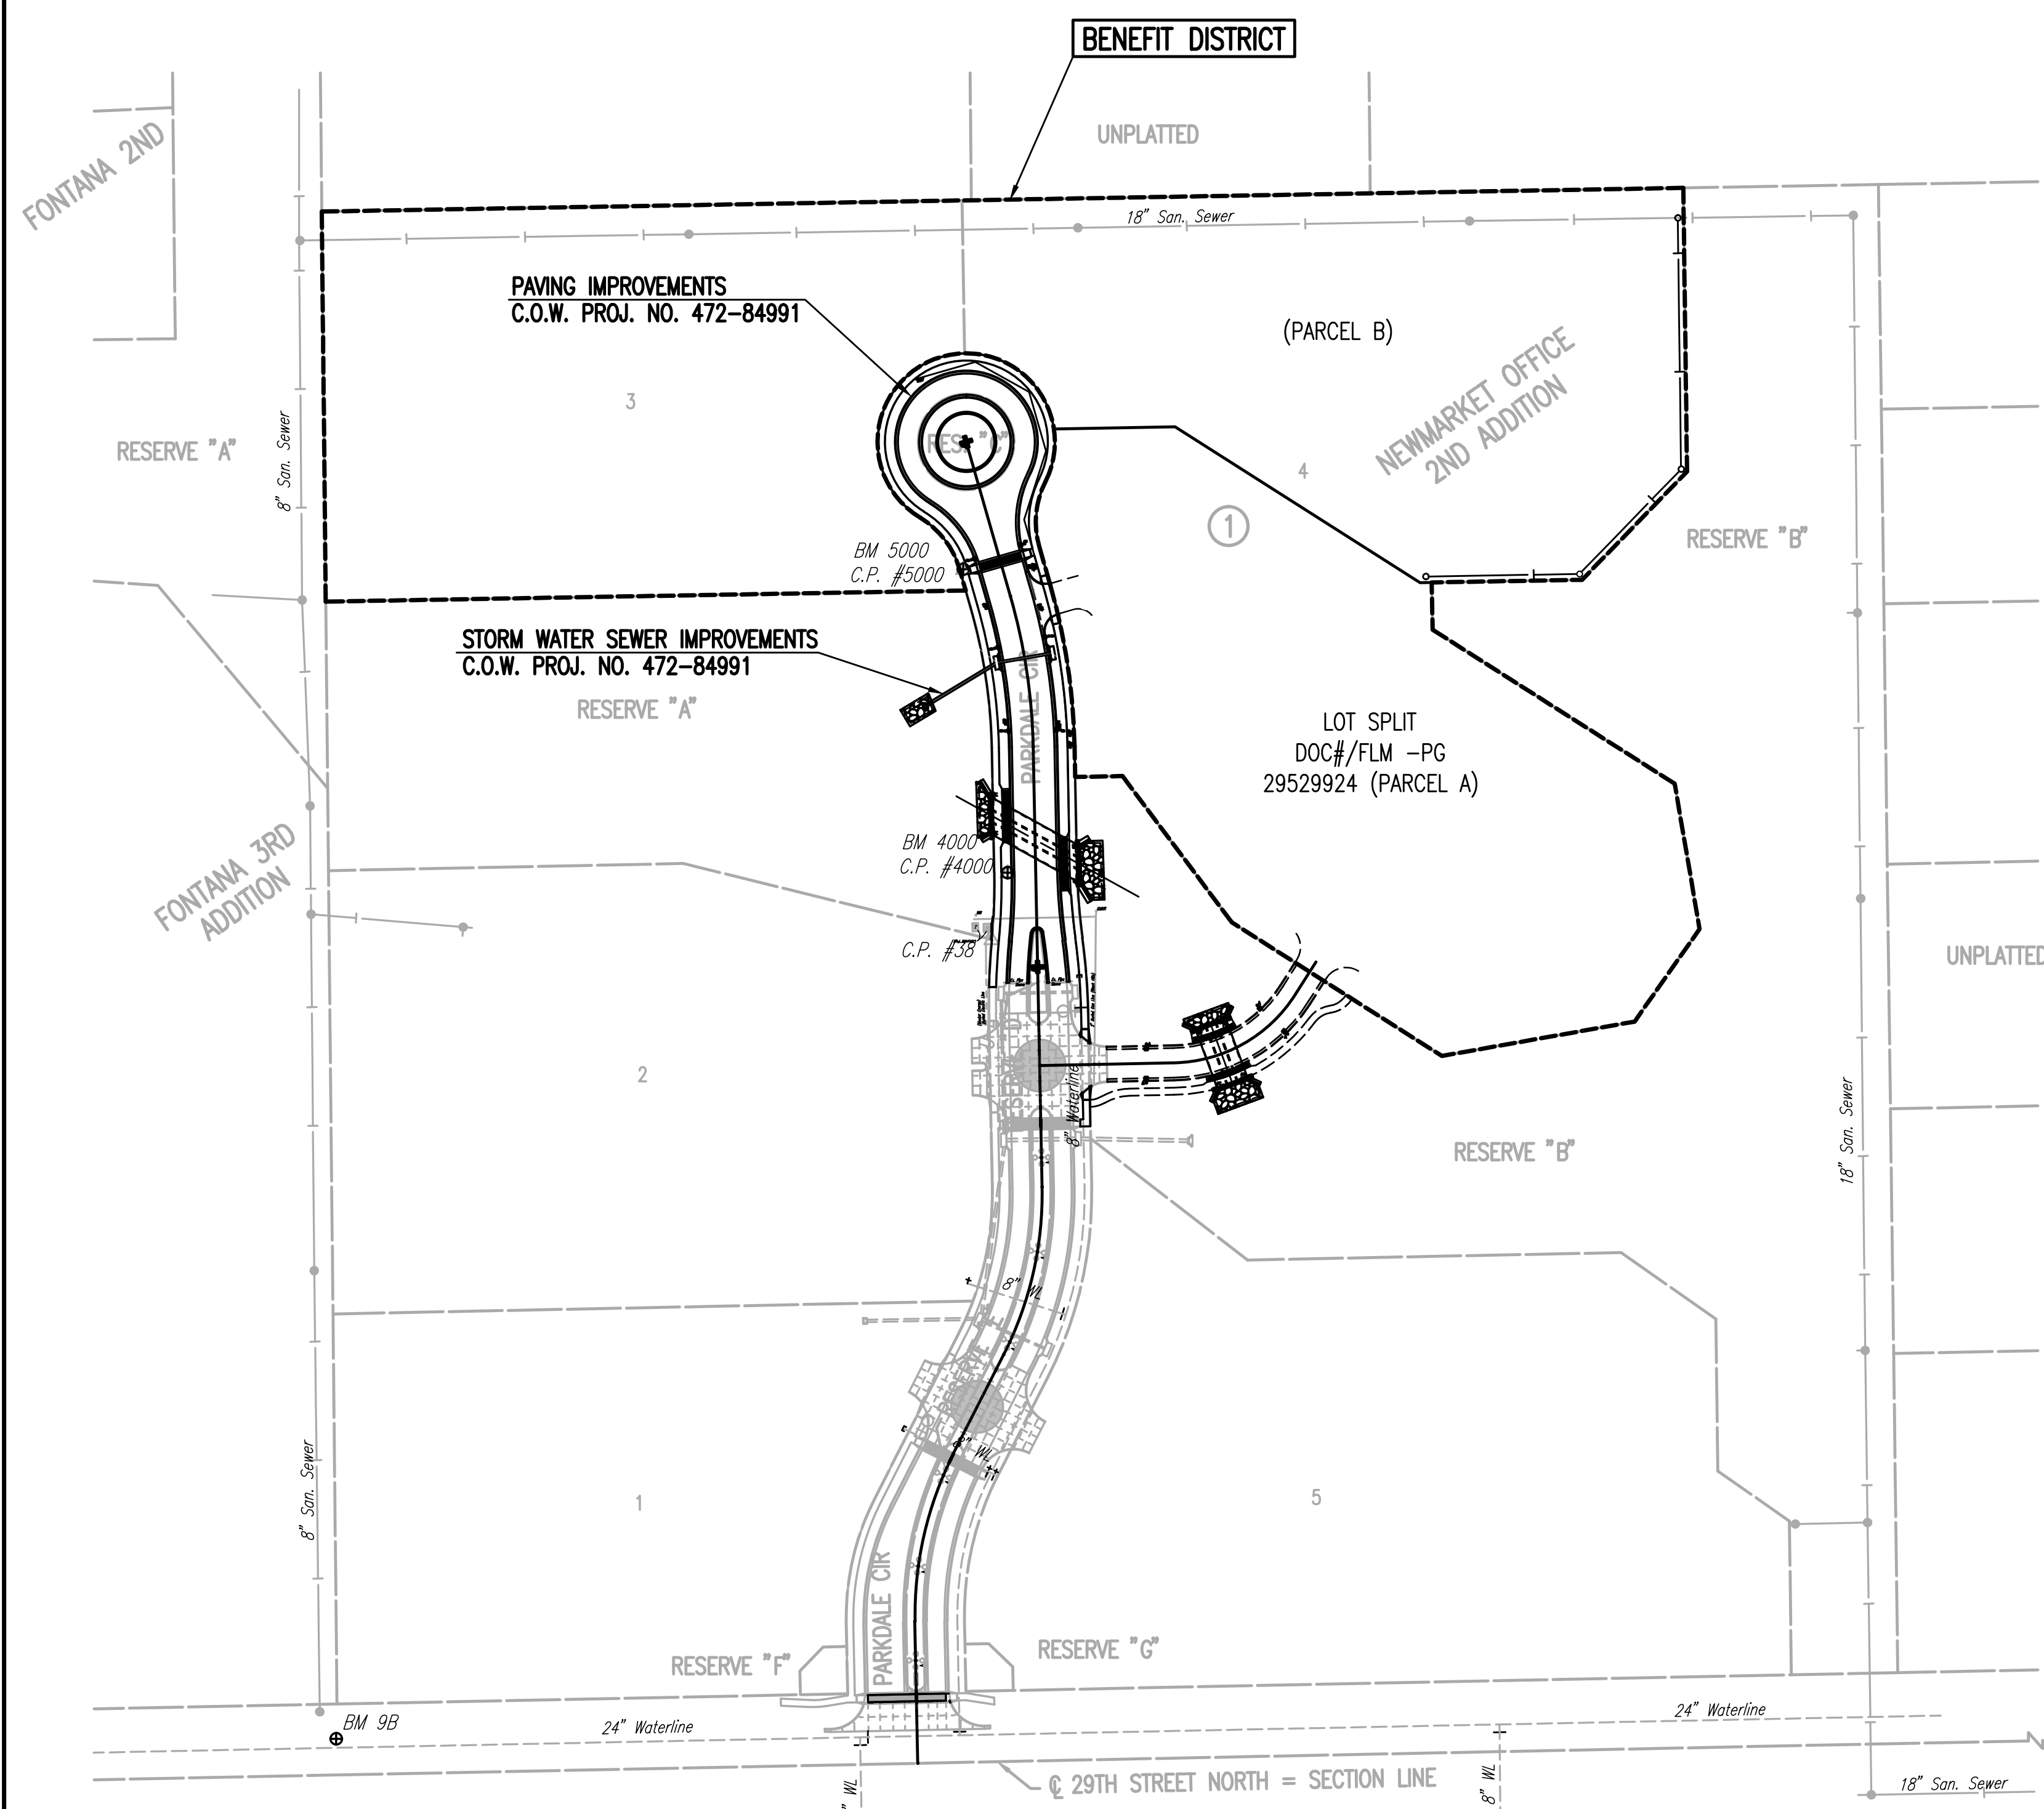 BENEFIT DISTRICT
UNPLATTED
FONTANA 2ND
18" San. Sewer
PAVING IMPROVEMENTS
C.O.W. PROJ. NO. 472-84991
(PARCEL B)
NEWMARKET OFFICE
2ND ADDITION
3
RESERVE "A"
8" San. Sewer
RES. "C"
4
1
RESERVE "B"
BM 5000
C.P. #5000
STORM WATER SEWER IMPROVEMENTS
C.O.W. PROJ. NO. 472-84991
RESERVE "A"
PARKDALE CIR
LOT SPLIT
DOC#/FLM -PG
29529924 (PARCEL A)
BM 4000
C.P. #4000
FONTANA 3RD
ADDITION
C.P. #38
UNPLATTED
2
8" Waterline
RESERVE "B"
18" San. Sewer
8" WL
8" WL
8" San. Sewer
1
5
PARKDALE CIR
RESERVE "F"
RESERVE "G"
BM 9B
24" Waterline
24" Waterline
℄ 29TH STREET NORTH = SECTION LINE
" WL
8" WL
18" San. Sewer